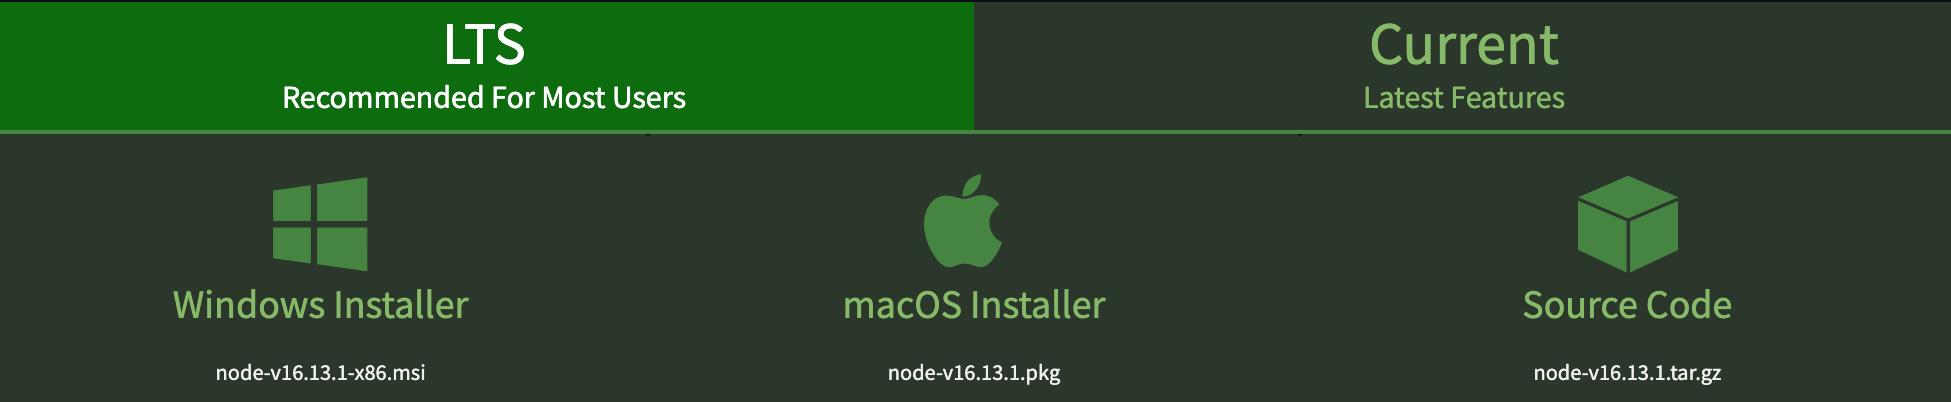 LTS
Recommended For Most Users
Current
Latest Features
Windows Installer
node-v16.13.1-x86.msi
macOS Installer
node-v16.13.1.pkg
Source Code
node-v16.13.1.tar.gz